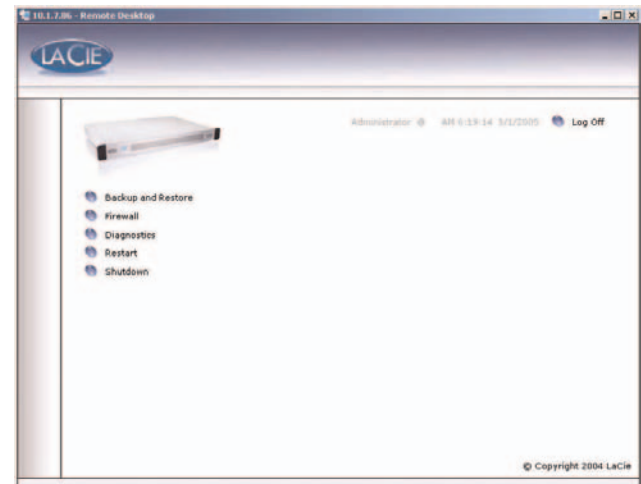 10.1.7.86 - Remote Desktop
LACIE
Administrator @ AM 6:19:14 3/1/2005 Log Off
Backup and Restore
Firewall
Diagnostics
Restart
Shutdown
© Copyright 2004 LaCie